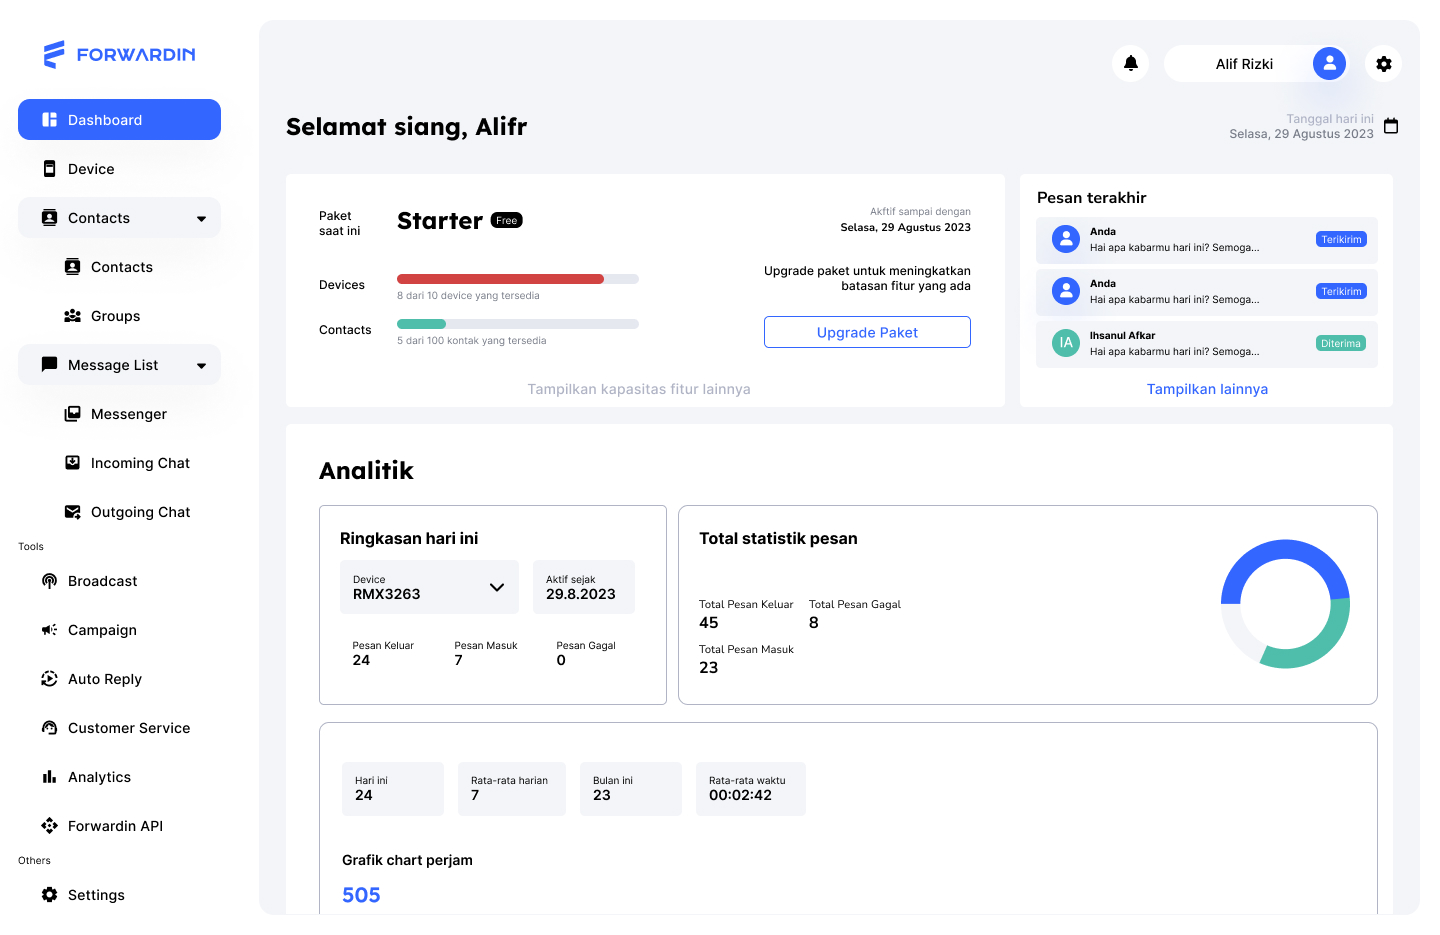 FORWARDIN
Dashboard
Device
Contacts
Contacts
Groups
Message List
Messenger
Incoming Chat
Outgoing Chat
Tools
Broadcast
Campaign
Auto Reply
Customer Service
Analytics
Forwardin API
Others
Settings
Alif Rizki
Selamat siang, Alifr
Tanggal hari ini
Selasa, 29 Agustus 2023
Paket
saat ini
Starter Free
Akftif sampai dengan
Selasa, 29 Agustus 2023
Devices
8 dari 10 device yang tersedia
Contacts
5 dari 100 kontak yang tersedia
Upgrade paket untuk meningkatkan
batasan fitur yang ada
Upgrade Paket
Tampilkan kapasitas fitur lainnya
Pesan terakhir
Anda
Hai apa kabarmu hari ini? Semoga...
Terikirim
Anda
Hai apa kabarmu hari ini? Semoga...
Terikirim
IA
Ihsanul Afkar
Hai apa kabarmu hari ini? Semoga...
Diterima
Tampilkan lainnya
Analitik
Ringkasan hari ini
Device
RMX3263
Aktif sejak
29.8.2023
Pesan Keluar
24
Pesan Masuk
7
Pesan Gagal
0
Total statistik pesan
Total Pesan Keluar
45
Total Pesan Gagal
8
Total Pesan Masuk
23
Hari ini
24
Rata-rata harian
7
Bulan ini
23
Rata-rata waktu
00:02:42
Grafik chart perjam
505